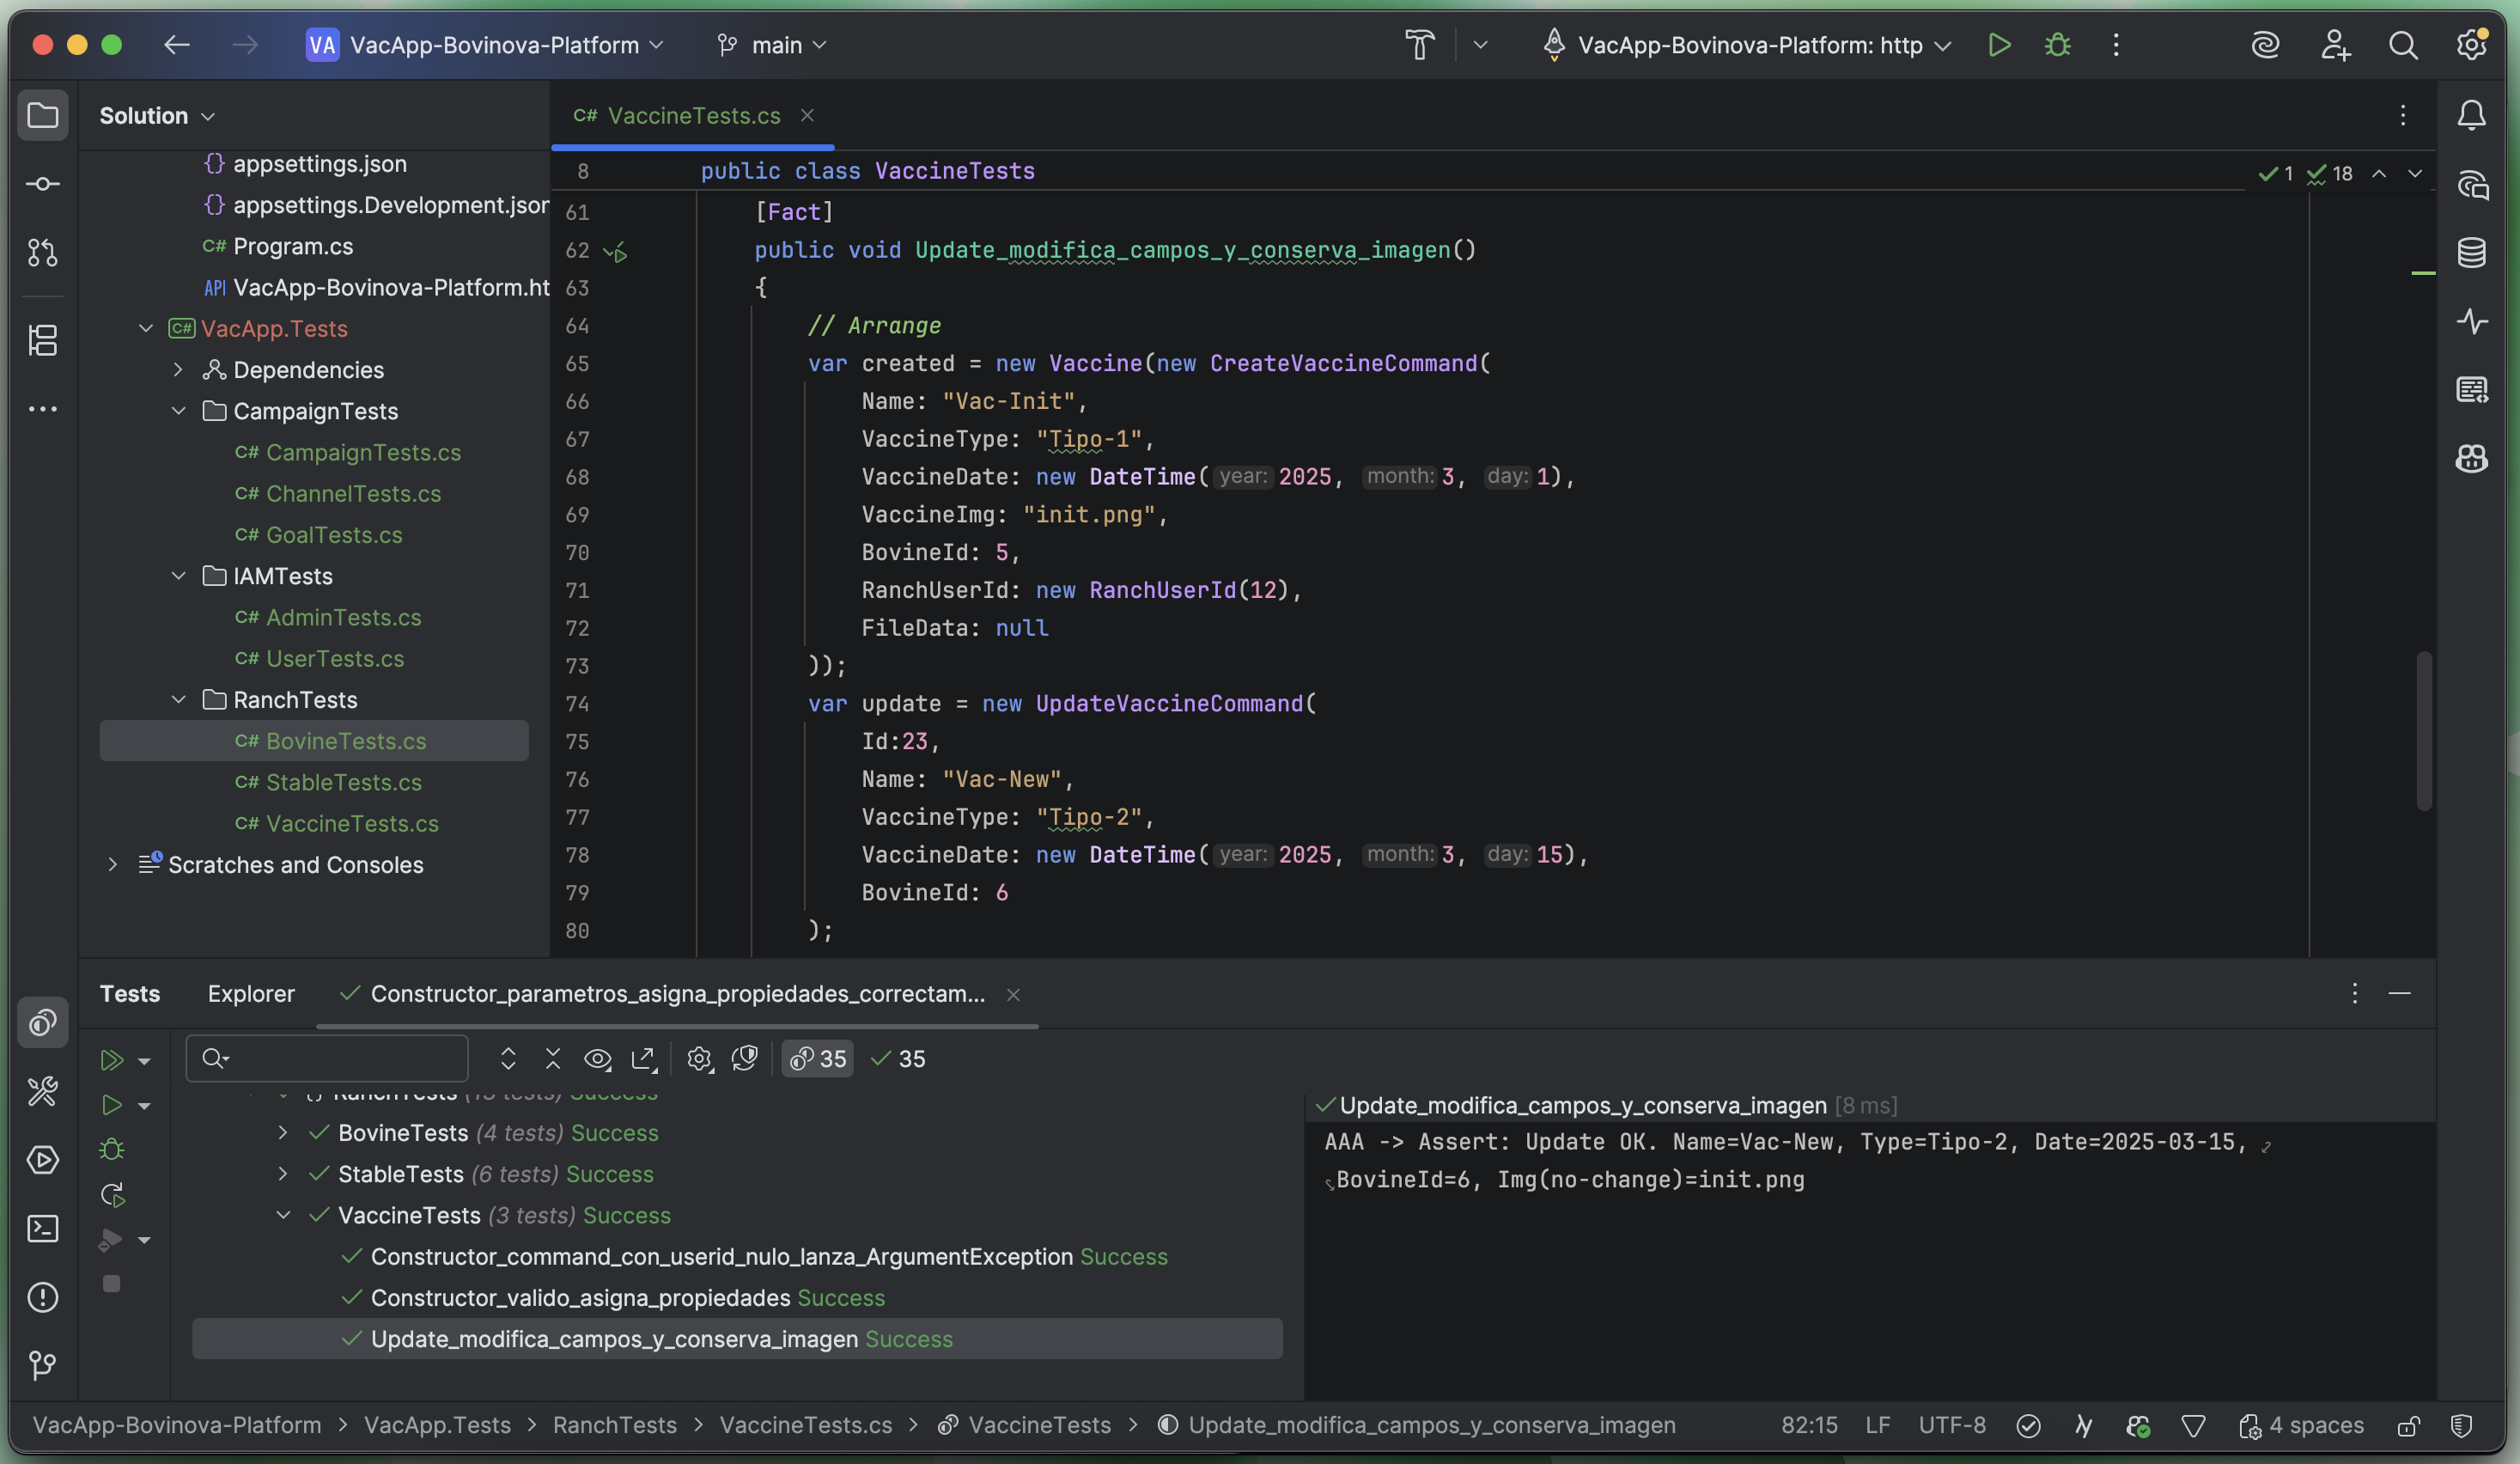 VA VacApp-Bovinova-Platform main VacApp-Bovinova-Platform: http
Solution
appsettings.json
appsettings.Development.json
C# Program.cs
API VacApp-Bovinova-Platform.ht
C# VacApp.Tests
Dependencies
CampaignTests
C# CampaignTests.cs
C# ChannelTests.cs
C# GoalTests.cs
IAMTests
C# AdminTests.cs
C# UserTests.cs
RanchTests
C# BovineTests.cs
C# StableTests.cs
C# VaccineTests.cs
Scratches and Consoles
C# VaccineTests.cs
8 public class VaccineTests
1 18
61 [Fact]
62 public void Update_modifica_campos_y_conserva_imagen()
63 {
64 // Arrange
65 var created = new Vaccine(new CreateVaccineCommand(
66 Name: "Vac-Init",
67 VaccineType: "Tipo-1",
68 VaccineDate: new DateTime( year: 2025, month: 3, day: 1),
69 VaccineImg: "init.png",
70 BovineId: 5,
71 RanchUserId: new RanchUserId(12),
72 FileData: null
73 ));
74 var update = new UpdateVaccineCommand(
75 Id:23,
76 Name: "Vac-New",
77 VaccineType: "Tipo-2",
78 VaccineDate: new DateTime( year: 2025, month: 3, day: 15),
79 BovineId: 6
80 );
Tests Explorer Constructor_parametros_asigna_propiedades_correctam...
35 35
RanchTests (13 tests) Success
BovineTests (4 tests) Success
StableTests (6 tests) Success
VaccineTests (3 tests) Success
Constructor_command_con_userid_nulo_lanza_ArgumentException Success
Constructor_valido_asigna_propiedades Success
Update_modifica_campos_y_conserva_imagen Success
Update_modifica_campos_y_conserva_imagen [8 ms]
AAA -> Assert: Update OK. Name=Vac-New, Type=Tipo-2, Date=2025-03-15,
BovineId=6, Img(no-change)=init.png
VacApp-Bovinova-Platform > VacApp.Tests > RanchTests > VaccineTests.cs > VaccineTests > Update_modifica_campos_y_conserva_imagen 82:15 LF UTF-8 4 spaces